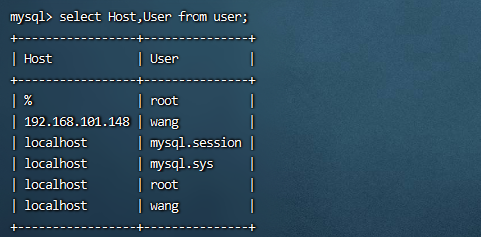 mysql> select Host,User from user;
+-----------------+---------------+
| Host            | User          |
+-----------------+---------------+
| %               | root          |
| 192.168.101.148 | wang          |
| localhost       | mysql.session |
| localhost       | mysql.sys     |
| localhost       | root          |
| localhost       | wang          |
+-----------------+---------------+